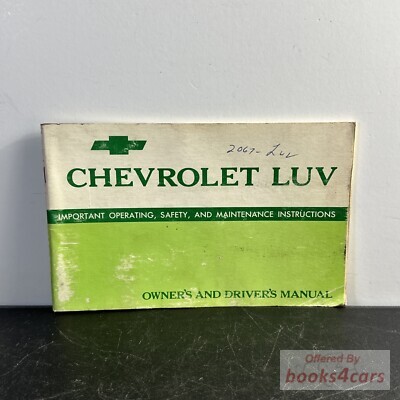 2067- Luv
CHEVROLET LUV
IMPORTANT OPERATING, SAFETY, AND MAINTENANCE INSTRUCTIONS
OWNER'S AND DRIVER'S MANUAL
Offered By
books4cars